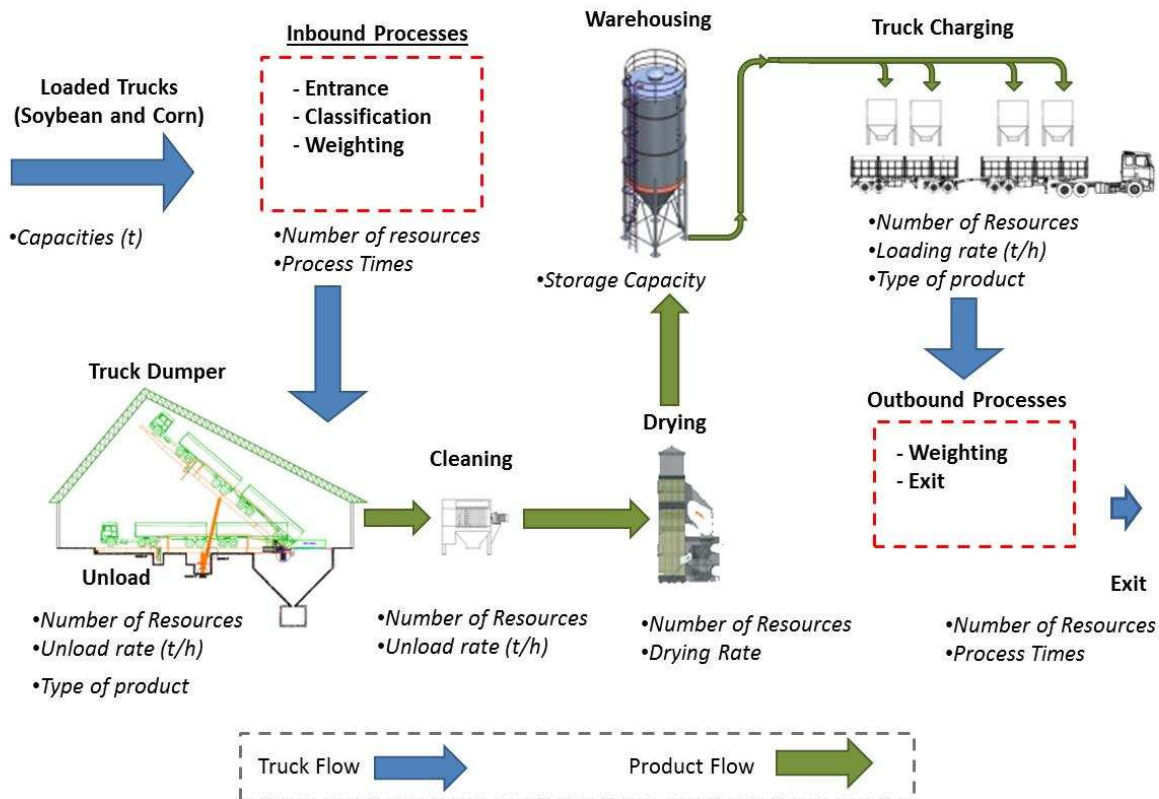 Loaded Trucks
(Soybean and Corn)
•Capacities (t)
Inbound Processes
- Entrance
- Classification
- Weighting
•Number of resources
•Process Times
Warehousing
•Storage Capacity
Truck Charging
•Number of Resources
•Loading rate (t/h)
•Type of product
Truck Dumper
Unload
•Number of Resources
•Unload rate (t/h)
•Type of product
Cleaning
•Number of Resources
•Unload rate (t/h)
Drying
•Number of Resources
•Drying Rate
Outbound Processes
- Weighting
- Exit
Exit
•Number of Resources
•Process Times
Truck Flow
Product Flow